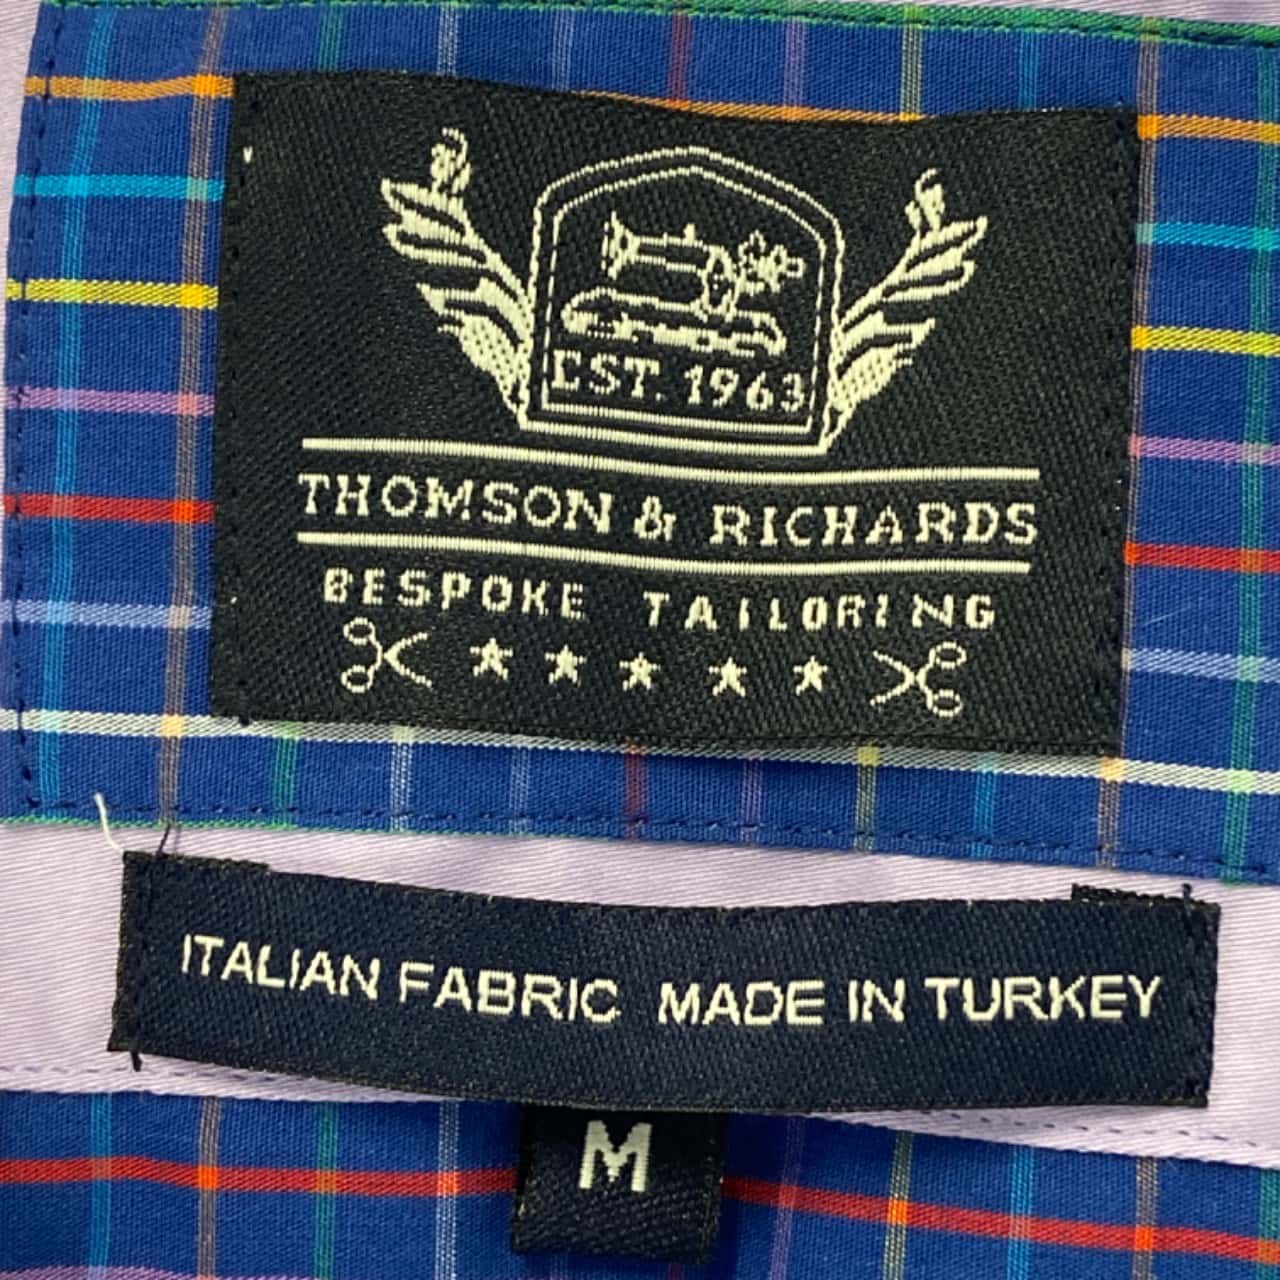 EST. 1963
THOMSON & RICHARDS
BESPOKE TAILORING
ITALIAN FABRIC MADE IN TURKEY
M